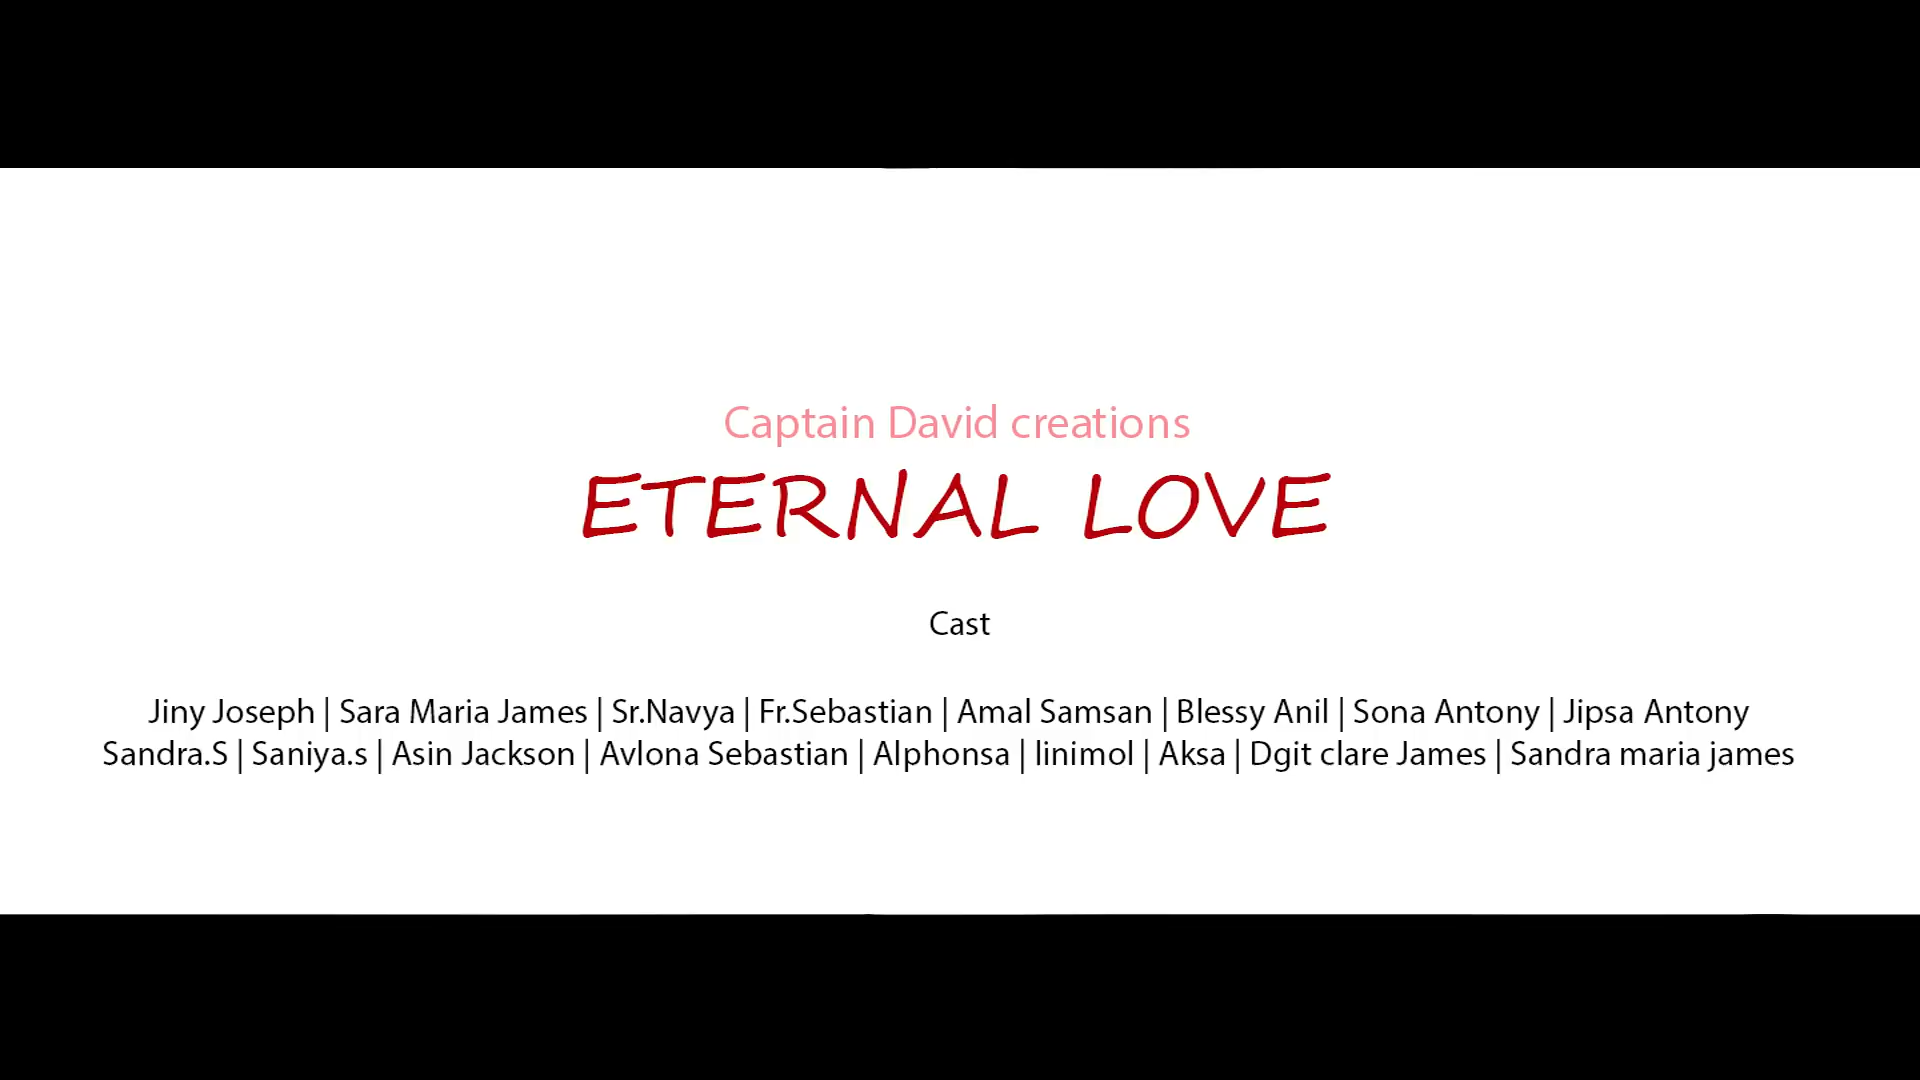 Captain David creations
ETERNAL LOVE
Cast
Jiny Joseph | Sara Maria James | Sr.Navya | Fr.Sebastian | Amal Samsan | Blessy Anil | Sona Antony | Jipsa Antony
Sandra.S | Saniya.s | Asin Jackson | Avlona Sebastian | Alphonsa | linimol | Aksa | Dgit clare James | Sandra maria james